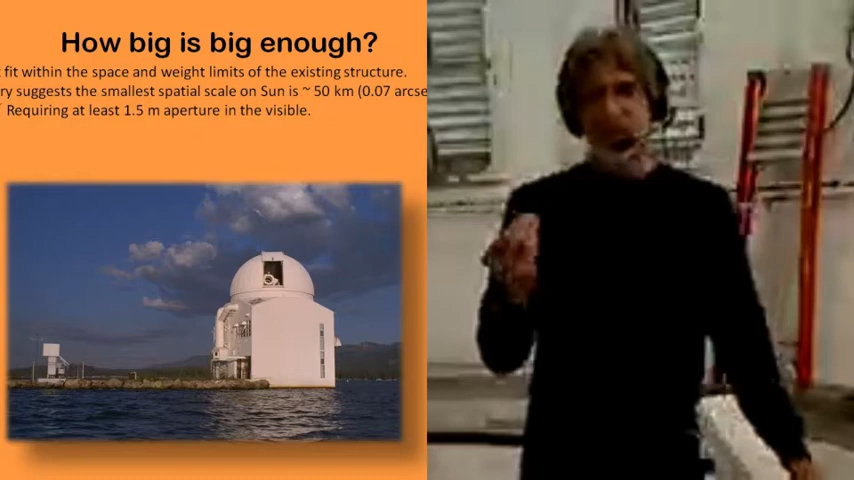 How big is big enough?
fit within the space and weight limits of the existing structure.
ry suggests the smallest spatial scale on Sun is ~ 50 km (0.07 arcse
Requiring at least 1.5 m aperture in the visible.